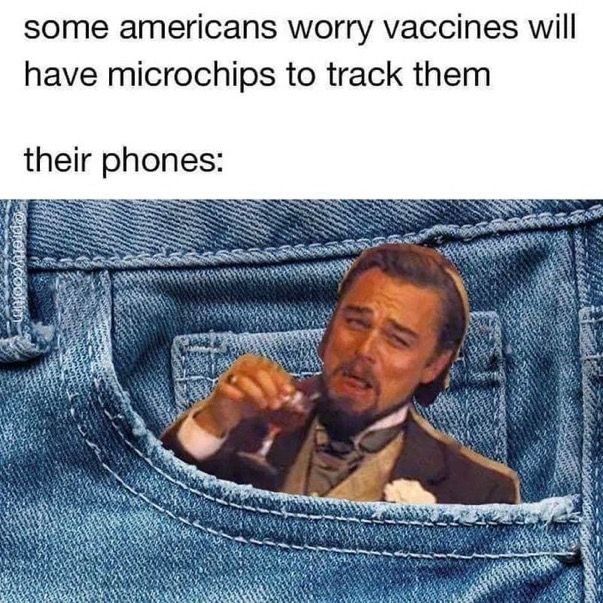 some americans worry vaccines will
have microchips to track them
their phones: